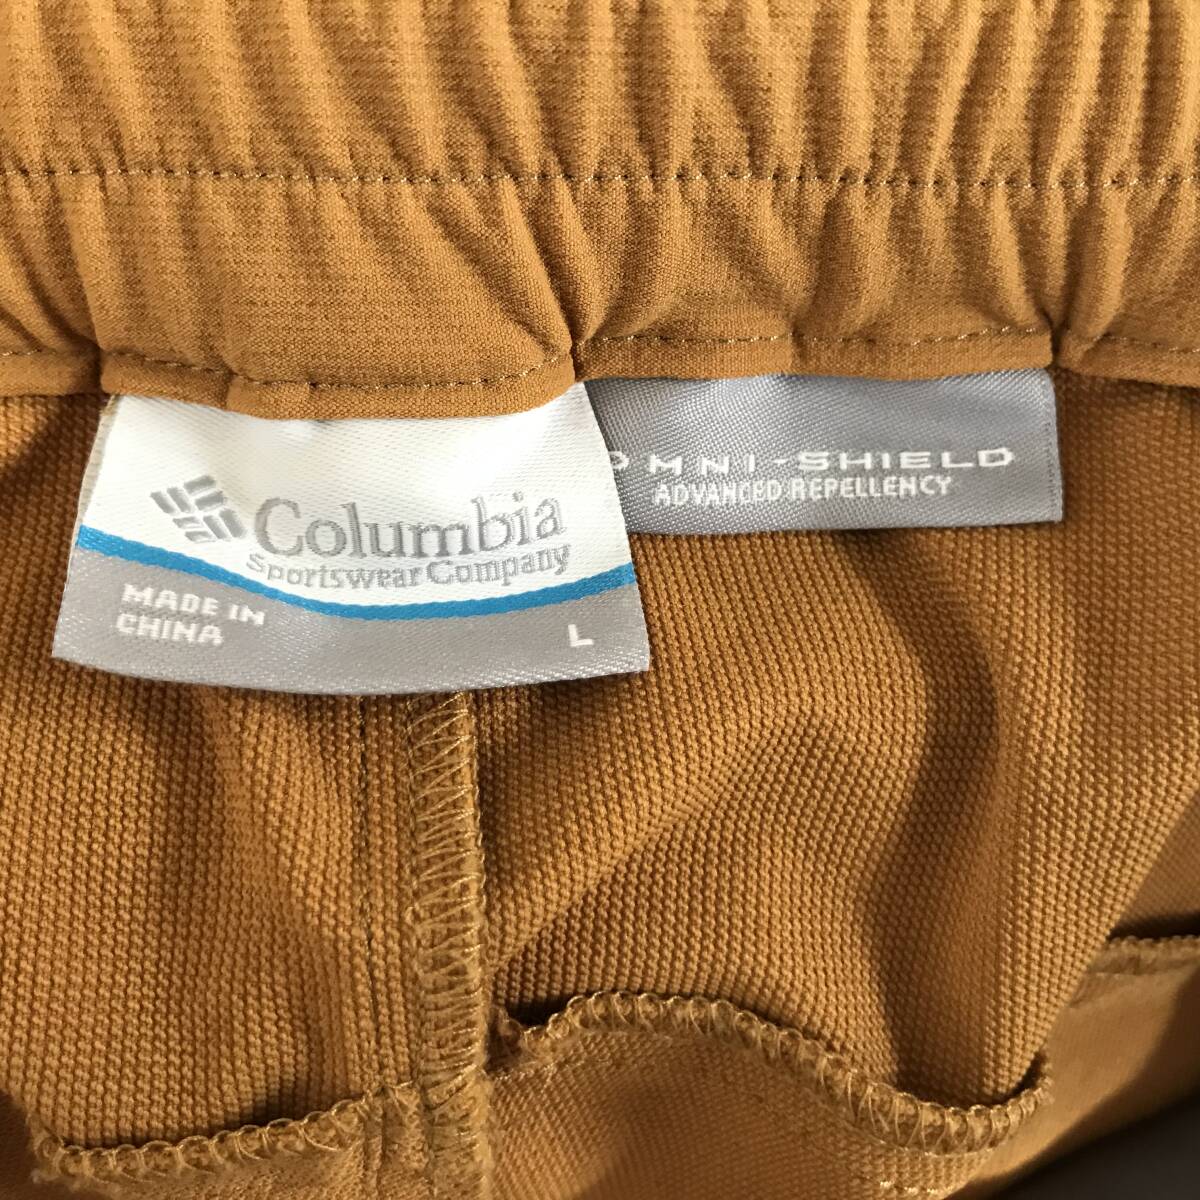 Columbia
Sportswear Company
MADE IN
CHINA
L
OMNI-SHIELD
ADVANCED REPELLENCY